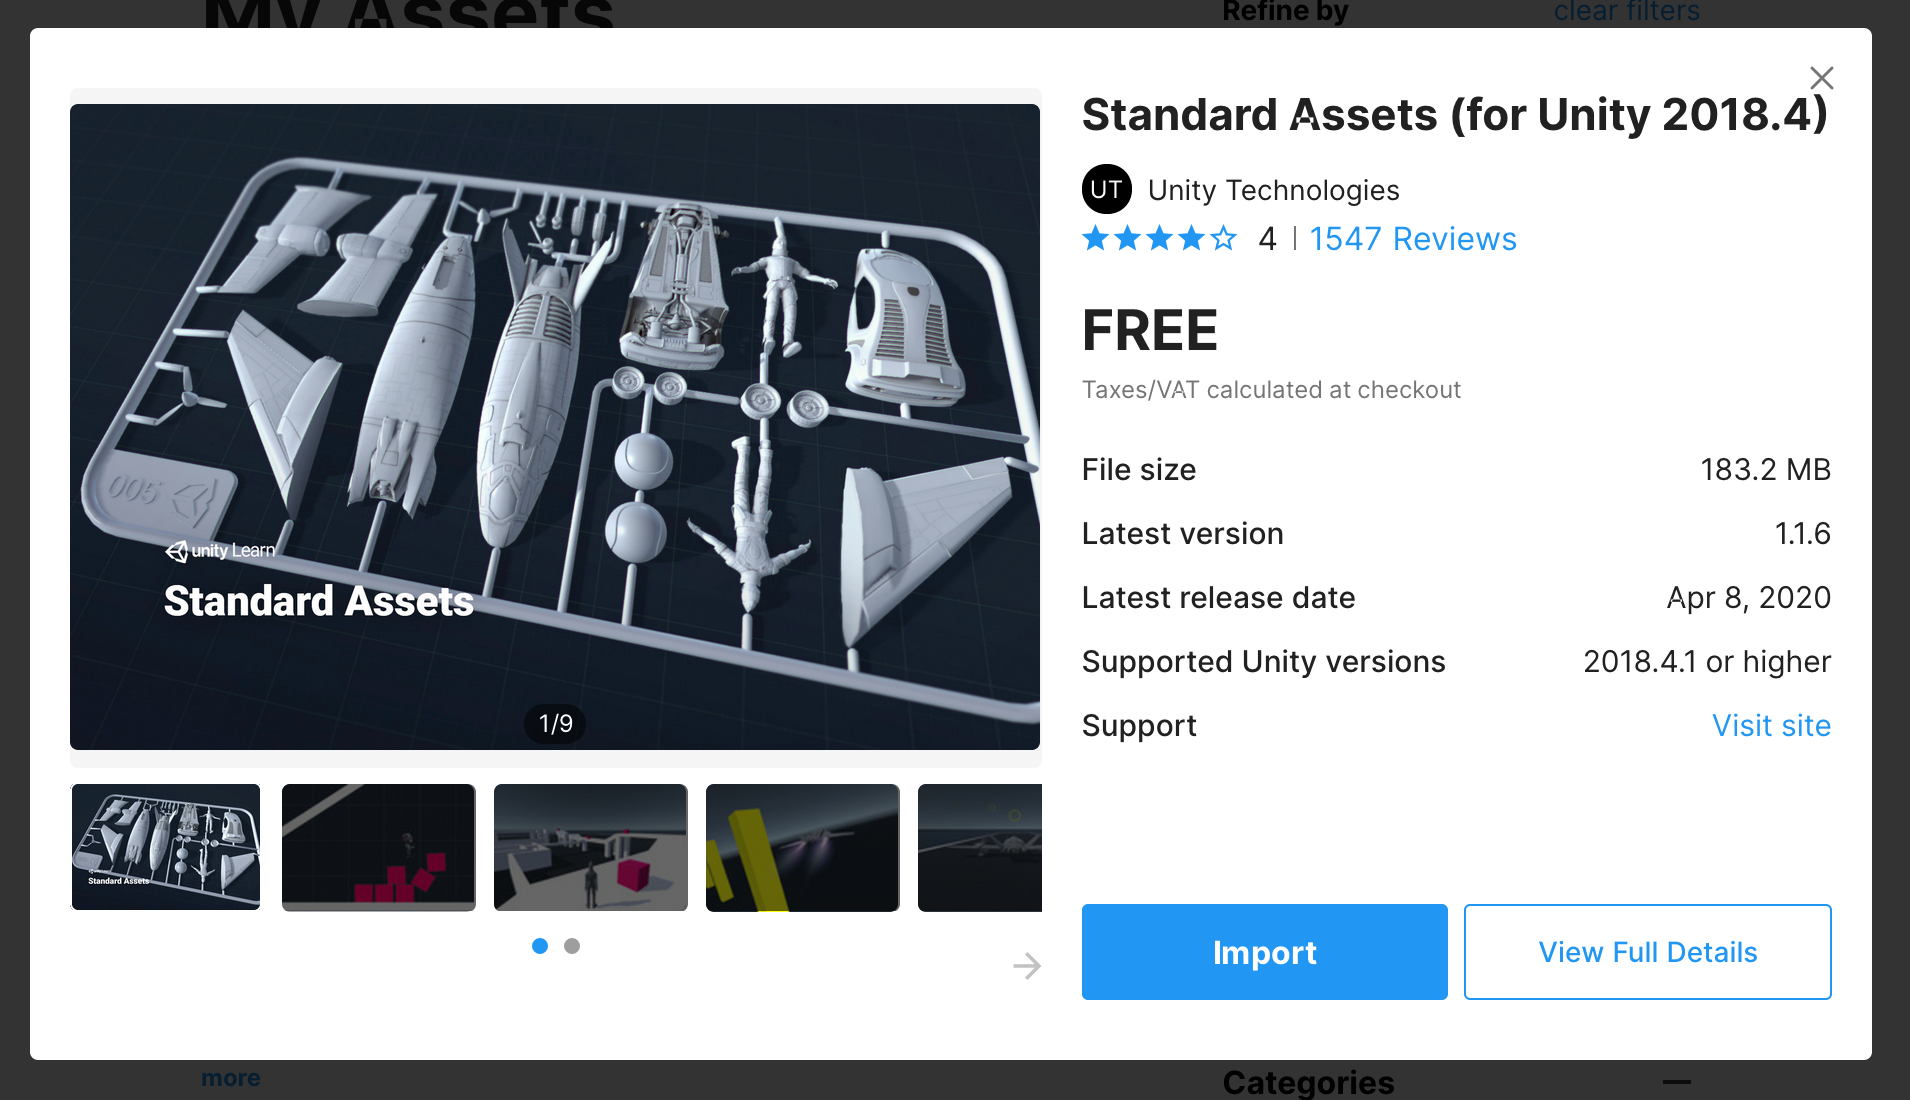 My Assets
Refine by
clear filters
Standard Assets (for Unity 2018.4)
UT Unity Technologies
4 | 1547 Reviews
FREE
Taxes/VAT calculated at checkout
File size 183.2 MB
Latest version 1.1.6
Latest release date Apr 8, 2020
Supported Unity versions 2018.4.1 or higher
Support Visit site
Import
View Full Details
005
unity Learn
Standard Assets
1/9
Standard Assets
more
Categories